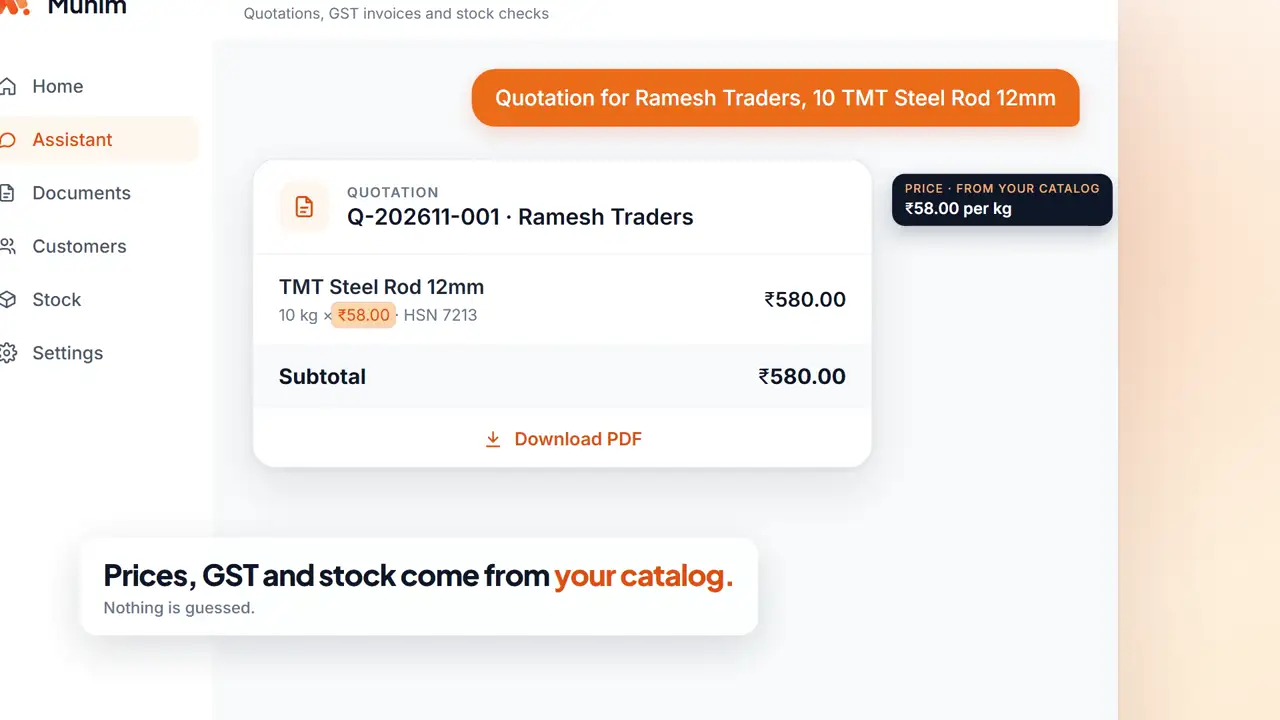 Munim
Quotations, GST invoices and stock checks
Home
Assistant
Documents
Customers
Stock
Settings
Quotation for Ramesh Traders, 10 TMT Steel Rod 12mm
QUOTATION
Q-202611-001 · Ramesh Traders
PRICE · FROM YOUR CATALOG
₹58.00 per kg
TMT Steel Rod 12mm
10 kg × ₹58.00 · HSN 7213
₹580.00
Subtotal
₹580.00
Download PDF
Prices, GST and stock come from your catalog.
Nothing is guessed.